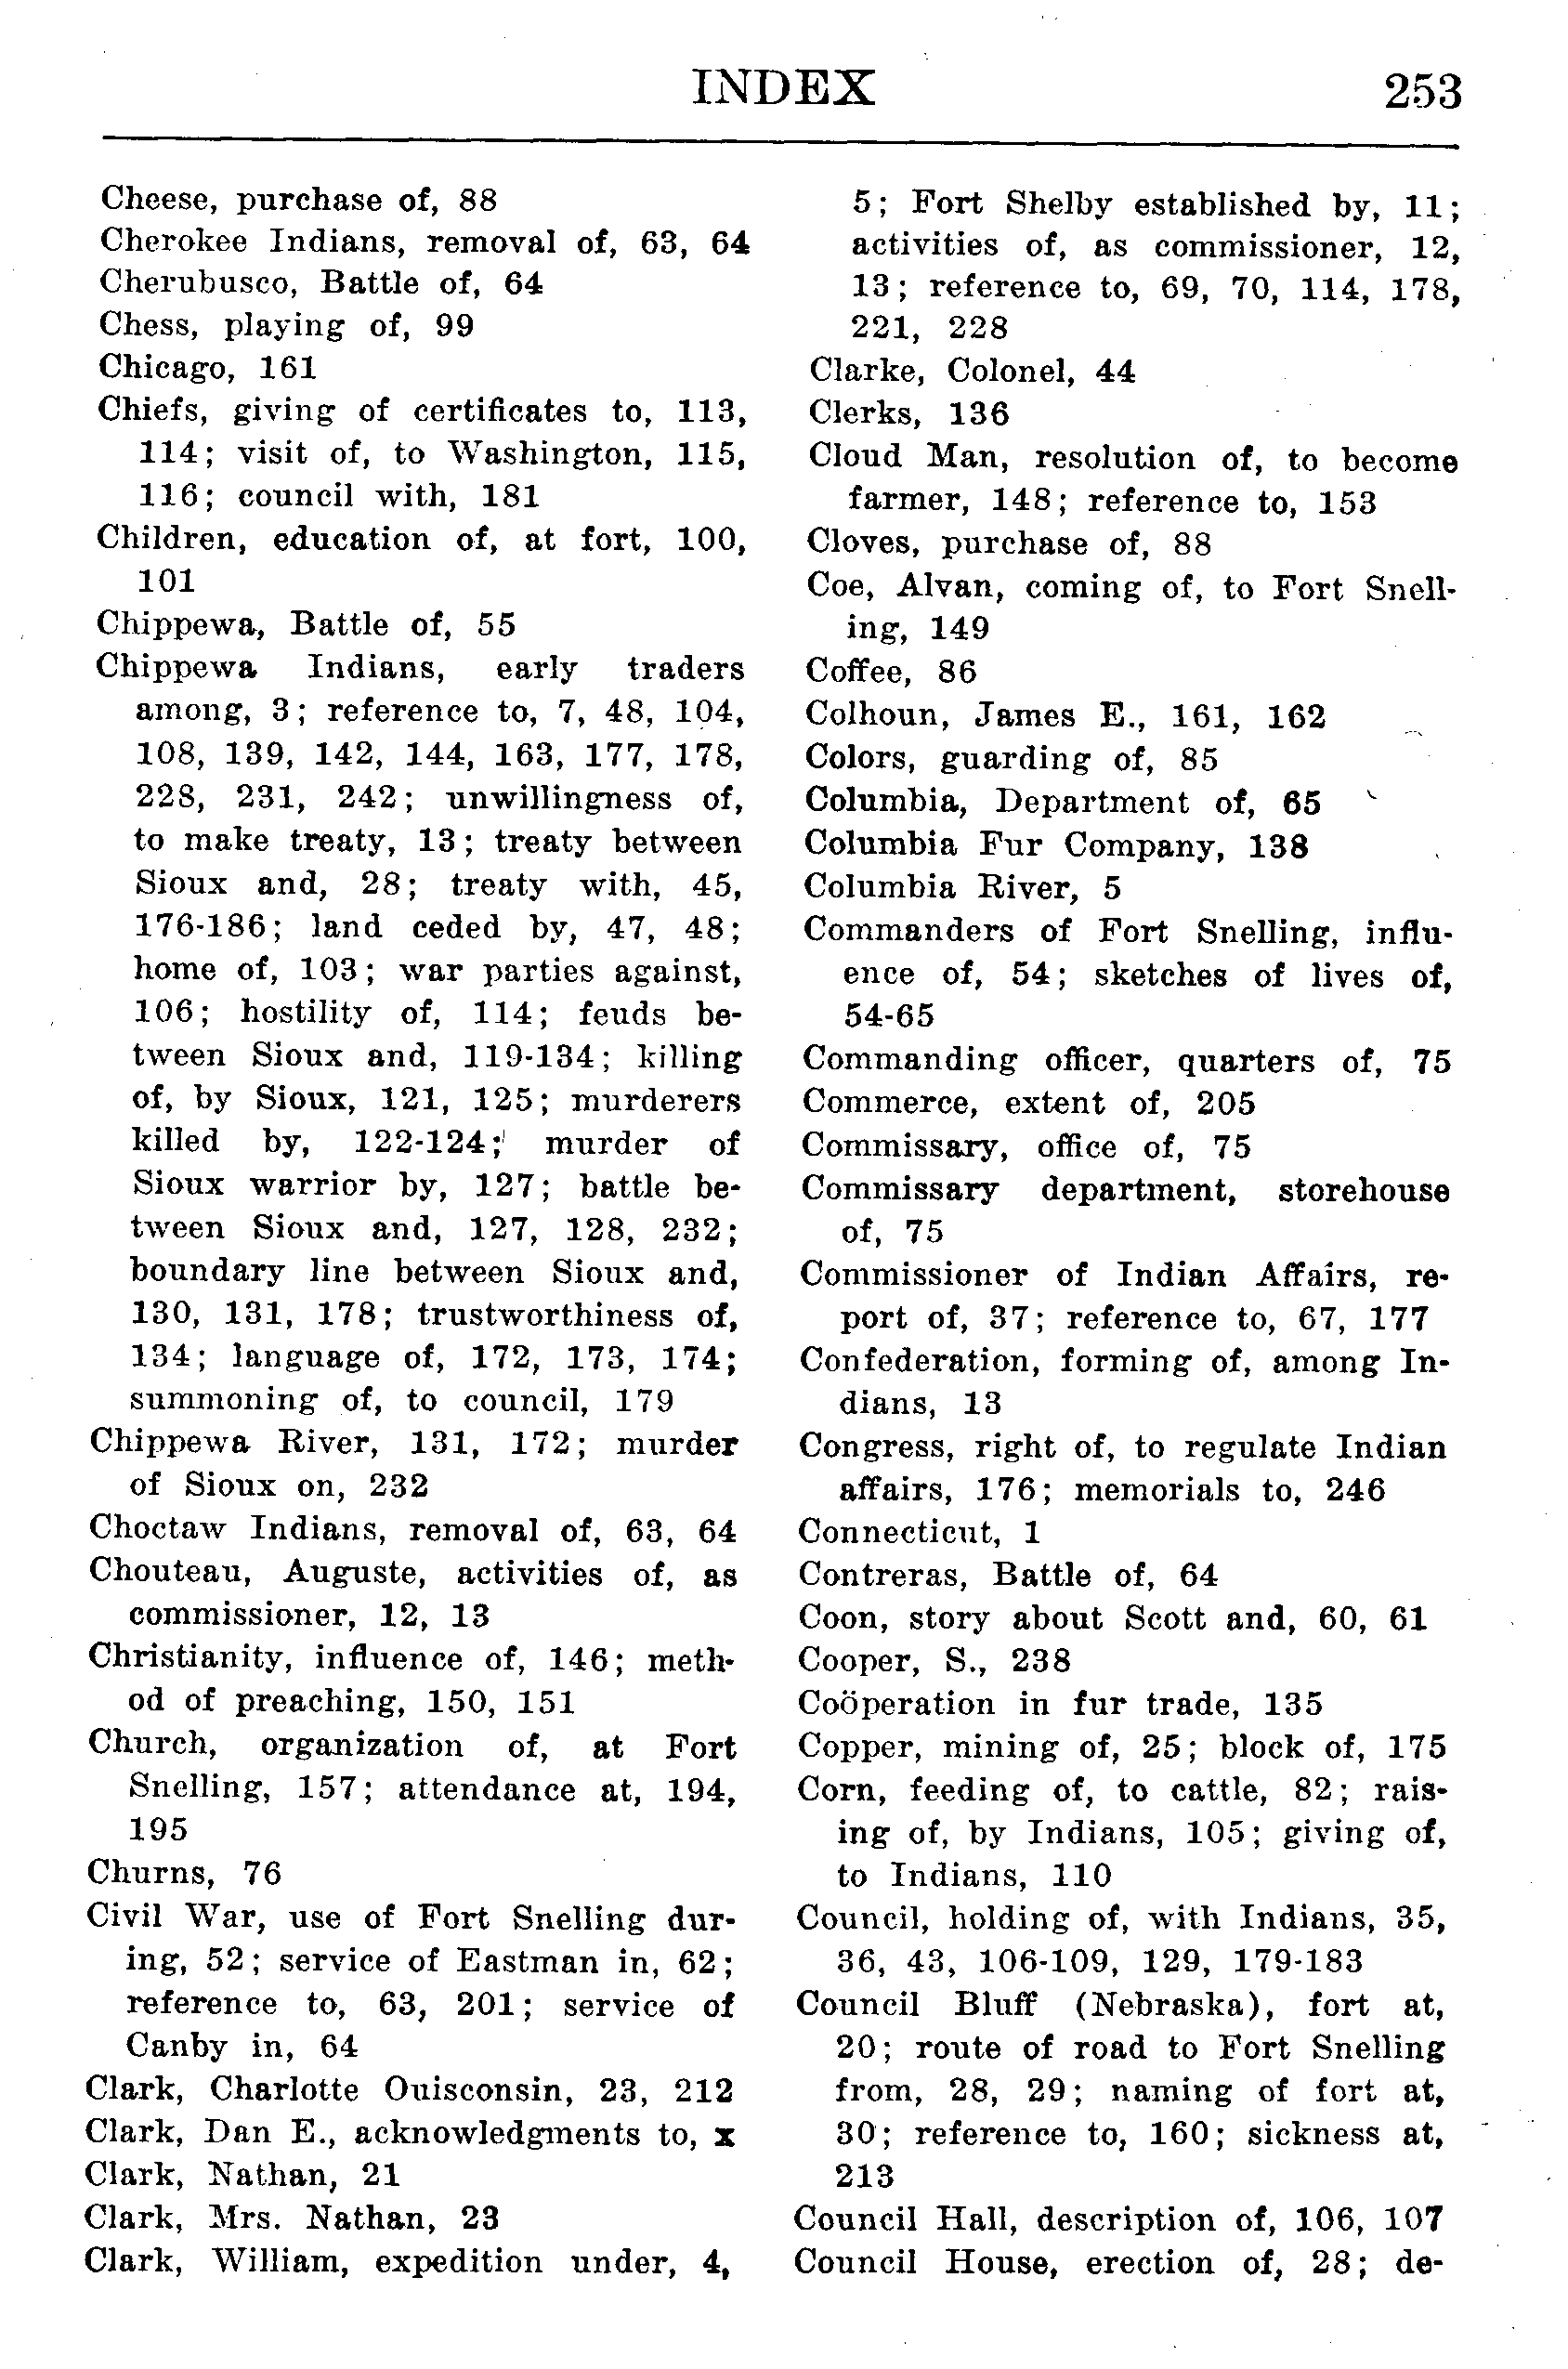 INDEX 253
Cheese, purchase of, 88
Cherokee Indians, removal of, 63, 64
Cherubusco, Battle of, 64
Chess, playing of, 99
Chicago, 161
Chiefs, giving of certificates to, 113,
114; visit of, to Washington, 115,
116; council with, 181
Children, education of, at fort, 100,
101
Chippewa, Battle of, 55
Chippewa Indians, early traders
among, 3; reference to, 7, 48, 104,
108, 139, 142, 144, 163, 177, 178,
228, 231, 242; unwillingness of,
to make treaty, 13; treaty between
Sioux and, 28; treaty with, 45,
176-186; land ceded by, 47, 48;
home of, 103; war parties against,
106; hostility of, 114; feuds be-
tween Sioux and, 119-134; killing
of, by Sioux, 121, 125; murderers
killed by, 122-124; murder of
Sioux warrior by, 127; battle be-
tween Sioux and, 127, 128, 232;
boundary line between Sioux and,
130, 131, 178; trustworthiness of,
134; language of, 172, 173, 174;
summoning of, to council, 179
Chippewa River, 131, 172; murder
of Sioux on, 232
Choctaw Indians, removal of, 63, 64
Chouteau, Auguste, activities of, as
commissioner, 12, 13
Christianity, influence of, 146; meth-
od of preaching, 150, 151
Church, organization of, at Fort
Snelling, 157; attendance at, 194,
195
Churns, 76
Civil War, use of Fort Snelling dur-
ing, 52; service of Eastman in, 62;
reference to, 63, 201; service of
Canby in, 64
Clark, Charlotte Ouisconsin, 23, 212
Clark, Dan E., acknowledgments to, x
Clark, Nathan, 21
Clark, Mrs. Nathan, 23
Clark, William, expedition under, 4,
5; Fort Shelby established by, 11;
activities of, as commissioner, 12,
13; reference to, 69, 70, 114, 178,
221, 228
Clarke, Colonel, 44
Clerks, 136
Cloud Man, resolution of, to become
farmer, 148; reference to, 153
Cloves, purchase of, 88
Coe, Alvan, coming of, to Fort Snell-
ing, 149
Coffee, 86
Colhoun, James E., 161, 162
Colors, guarding of, 85
Columbia, Department of, 65
Columbia Fur Company, 138
Columbia River, 5
Commanders of Fort Snelling, influ-
ence of, 54; sketches of lives of,
54-65
Commanding officer, quarters of, 75
Commerce, extent of, 205
Commissary, office of, 75
Commissary department, storehouse
of, 75
Commissioner of Indian Affairs, re-
port of, 37; reference to, 67, 177
Confederation, forming of, among In-
dians, 13
Congress, right of, to regulate Indian
affairs, 176; memorials to, 246
Connecticut, 1
Contreras, Battle of, 64
Coon, story about Scott and, 60, 61
Cooper, S., 238
Coöperation in fur trade, 135
Copper, mining of, 25; block of, 175
Corn, feeding of, to cattle, 82; rais-
ing of, by Indians, 105; giving of,
to Indians, 110
Council, holding of, with Indians, 35,
36, 43, 106-109, 129, 179-183
Council Bluff (Nebraska), fort at,
20; route of road to Fort Snelling
from, 28, 29; naming of fort at,
30; reference to, 160; sickness at,
213
Council Hall, description of, 106, 107
Council House, erection of, 28; de-